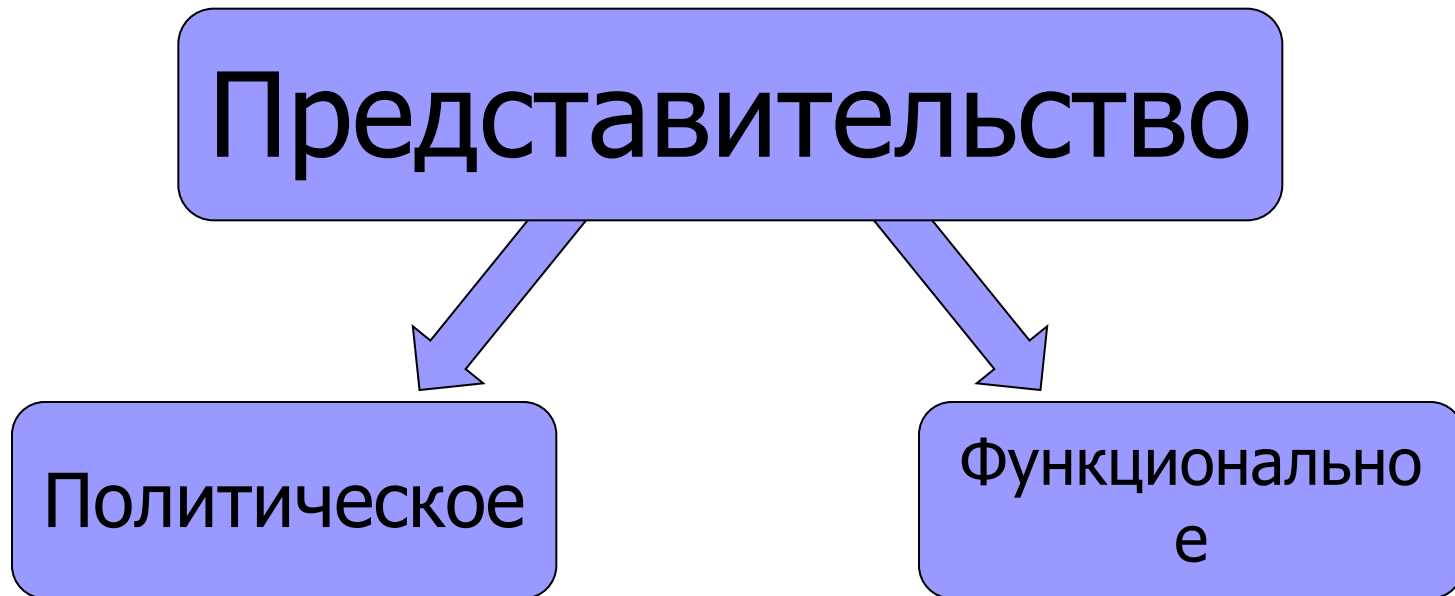 Представительство
Политическое
Функционально
е